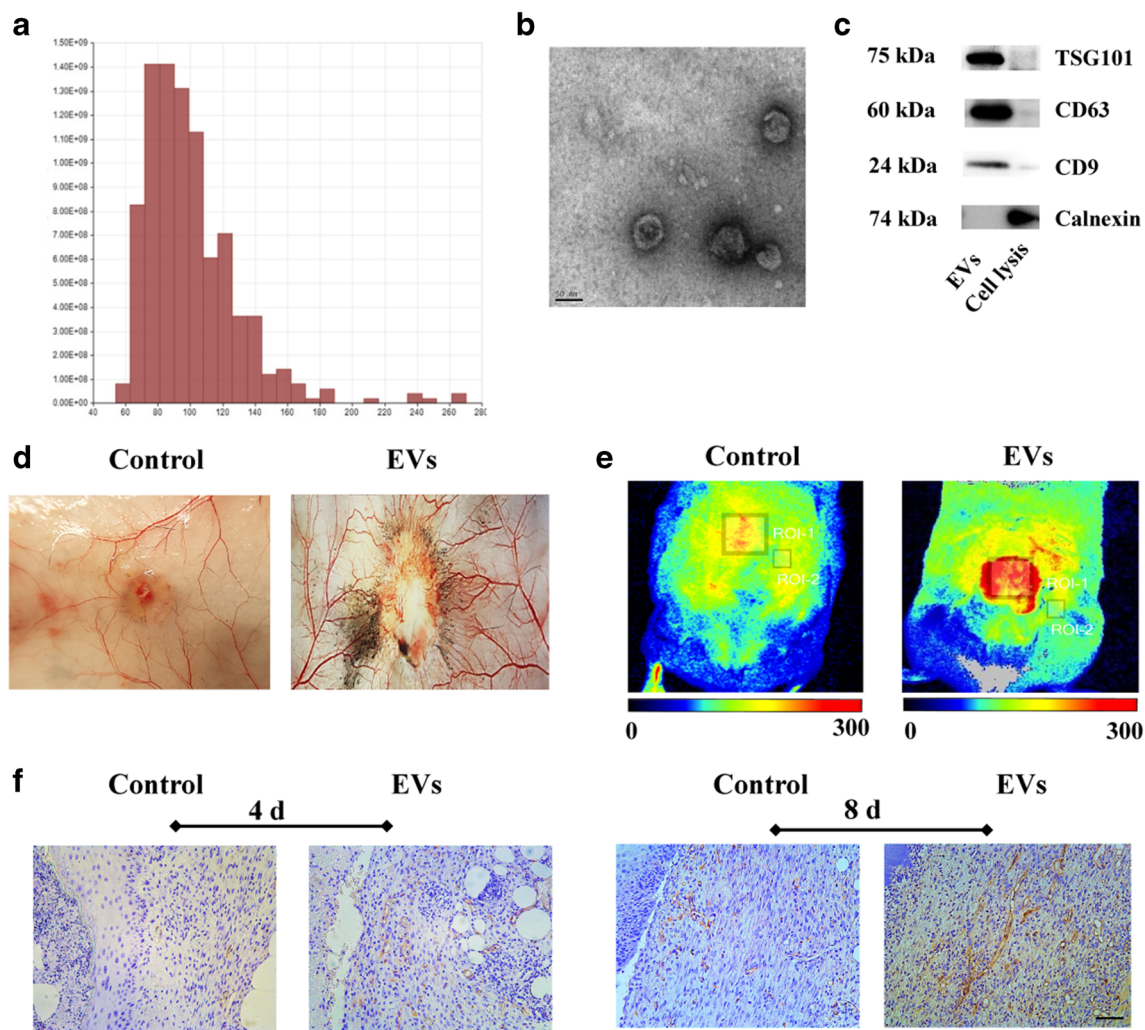 a
1.50E+09
1.40E+09
1.30E+09
1.20E+09
1.10E+09
1.00E+09
9.00E+08
8.00E+08
7.00E+08
6.00E+08
5.00E+08
4.00E+08
3.00E+08
2.00E+08
1.00E+08
0.00E+00
40 60 80 100 120 140 160 180 200 220 240 260 280
b
50 nm
c
75 kDa TSG101
60 kDa CD63
24 kDa CD9
74 kDa Calnexin
EVs
Cell lysis
d
Control EVs
e
Control EVs
ROI-1
ROI-2
ROI-1
ROI-2
0 300
0 300
f
Control EVs
4 d
Control EVs
8 d